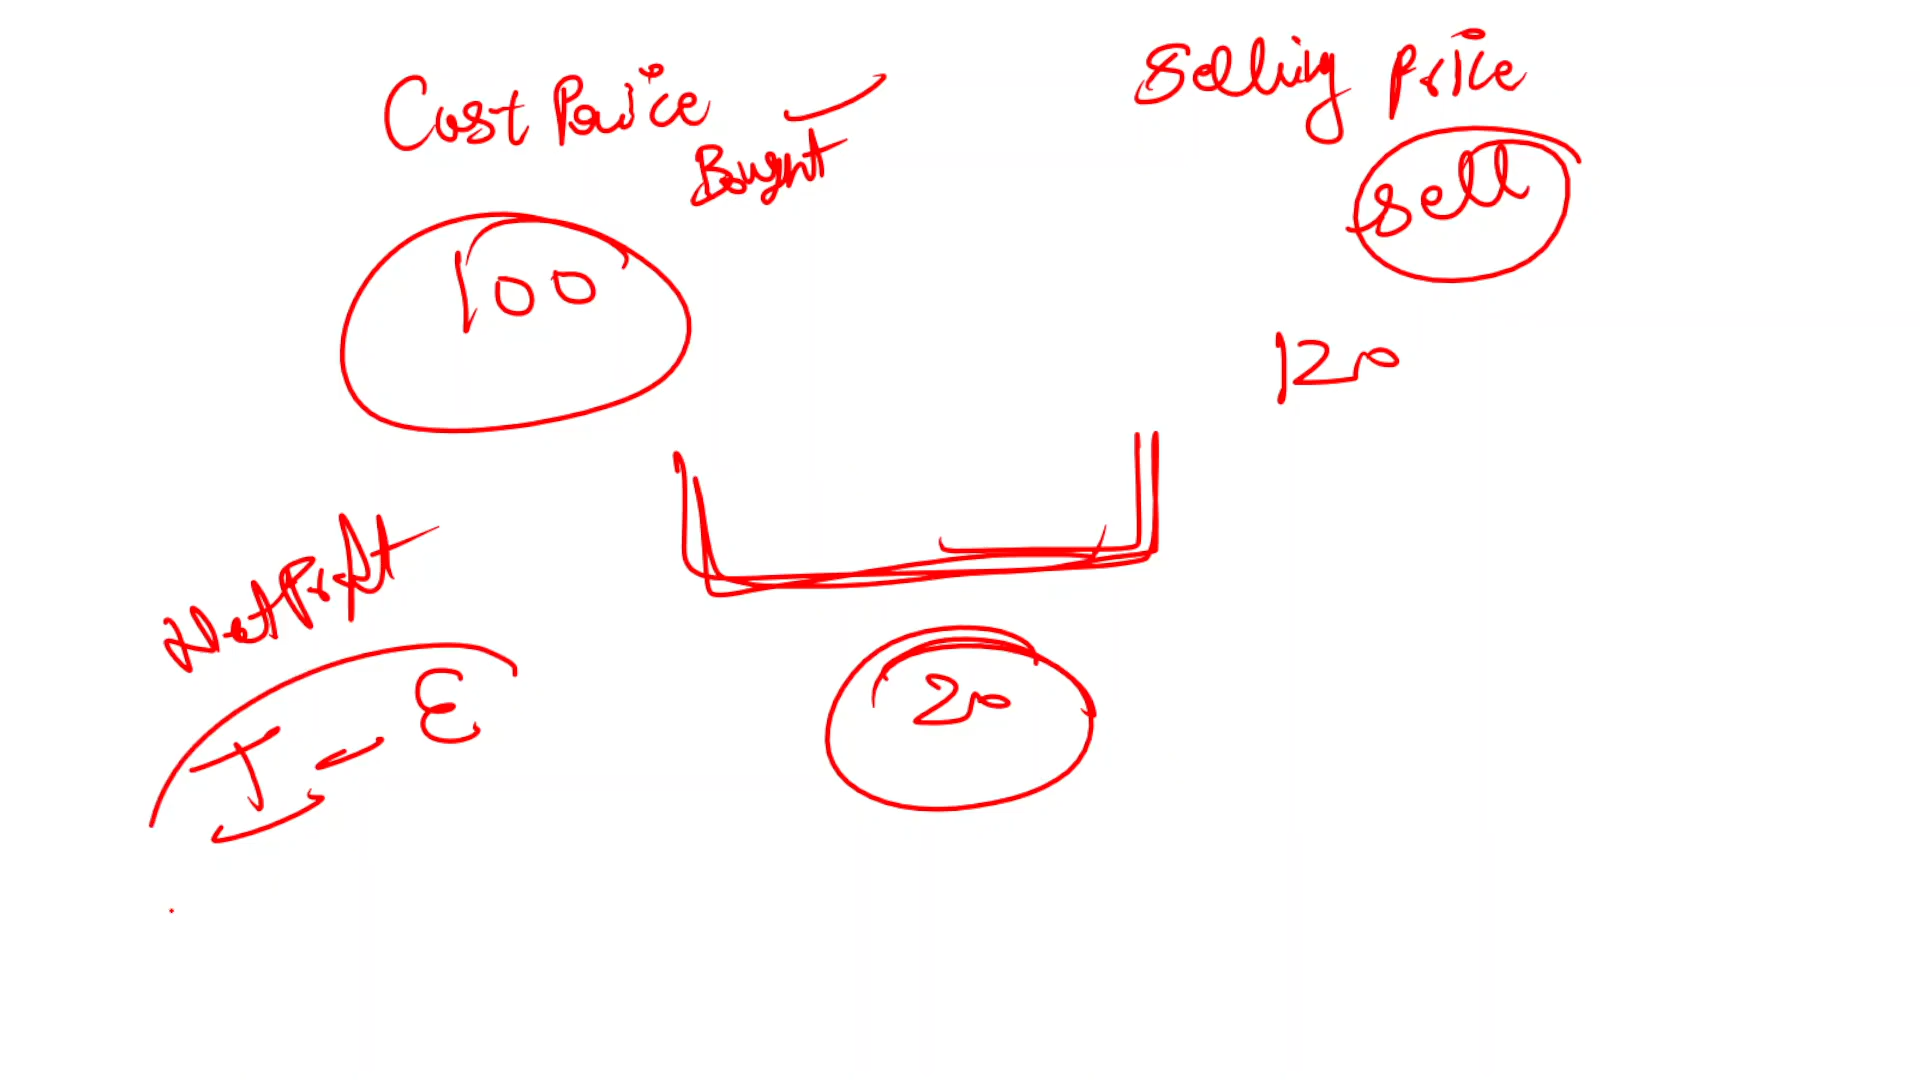 Cost Price
Bought
100
Selling Price
sell
120
20
Net Profit
I - E